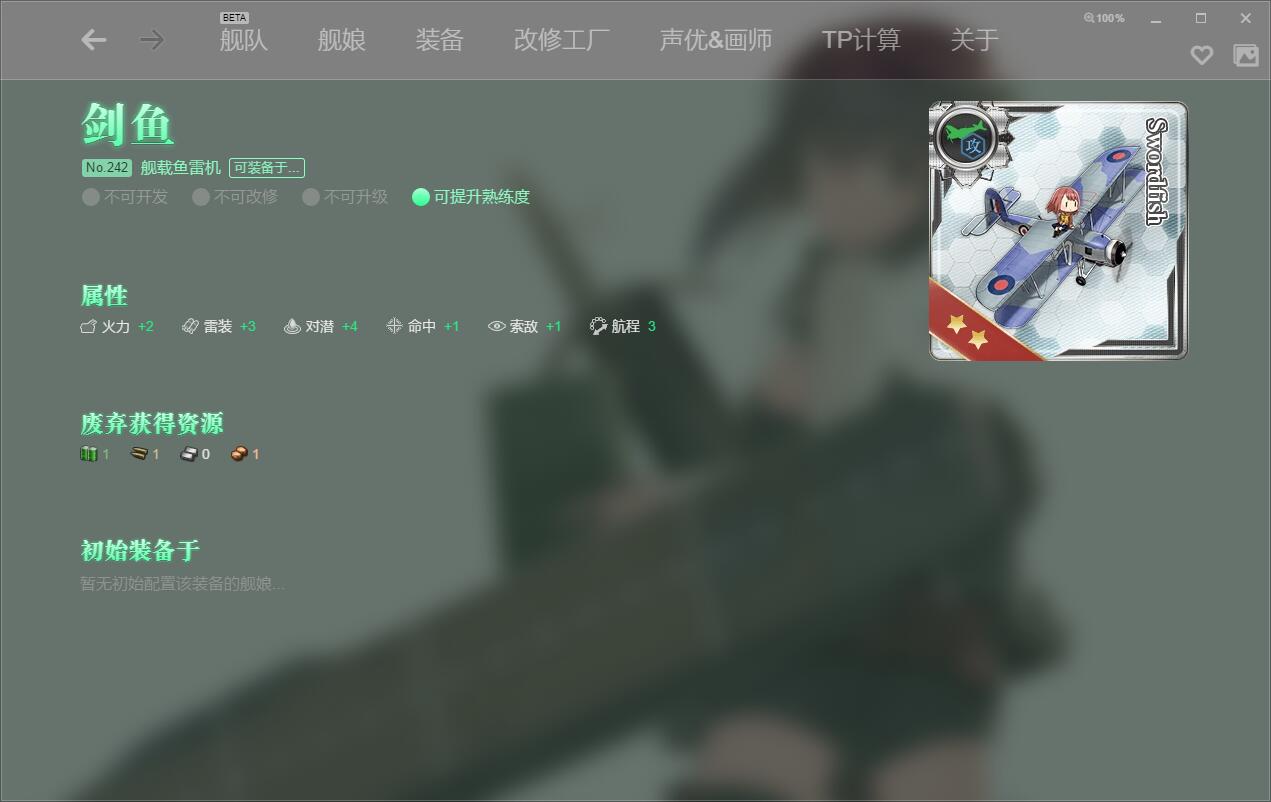 BETA
舰队 舰娘 装备 改修工厂 声优&画师 TP计算 关于
100%
剑鱼
No.242 舰载鱼雷机 可装备于...
不可开发 不可改修 不可升级 可提升熟练度
属性
火力 +2 雷装 +3 对潜 +4 命中 +1 索敌 +1 航程 3
废弃获得资源
1 1 0 1
初始装备于
暂无初始配置该装备的舰娘...
攻
Swordfish